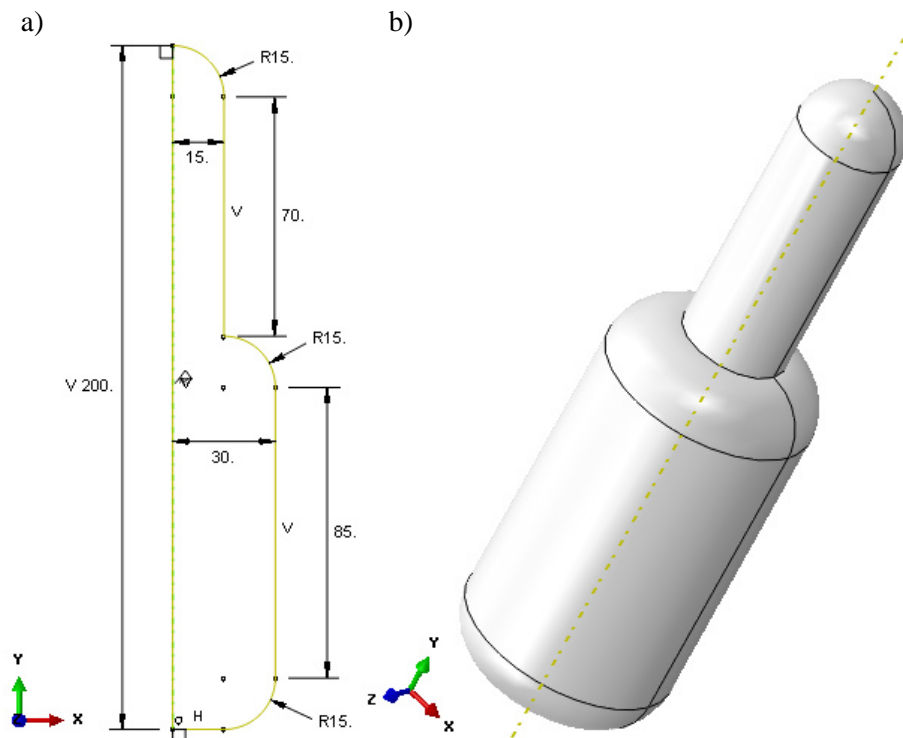 a)
b)
R15.
15.
70.
V
R15.
V 200.
30.
V
85.
H
R15.
Y
X
Y
Z
X